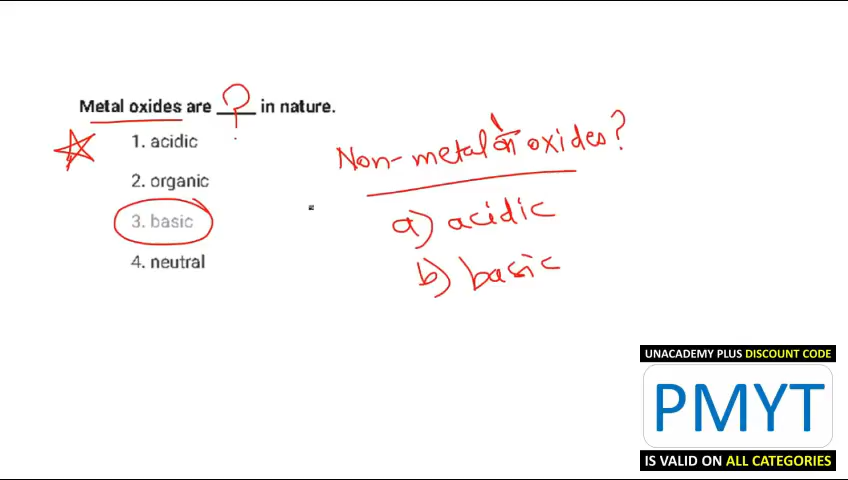 Metal oxides are ____ in nature.
1. acidic
2. organic
3. basic
4. neutral
Non-metal oxides?
a) acidic
b) basic
UNACADEMY PLUS DISCOUNT CODE
PMYT
IS VALID ON ALL CATEGORIES